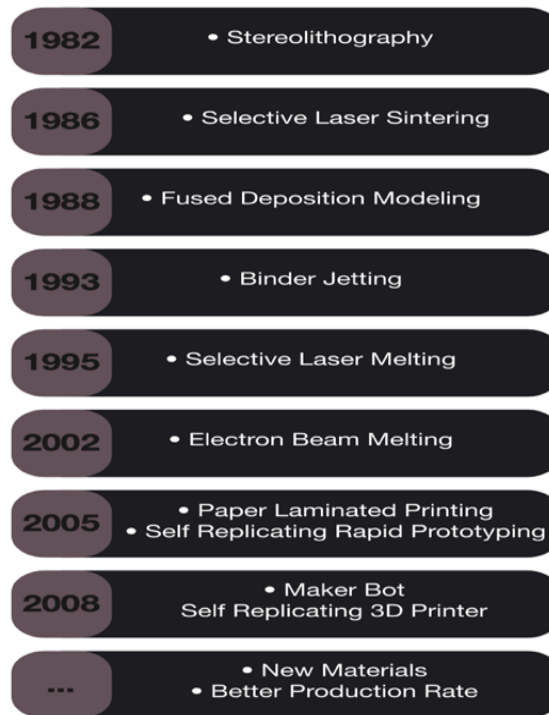 1982
• Stereolithography
1986
• Selective Laser Sintering
1988
• Fused Deposition Modeling
1993
• Binder Jetting
1995
• Selective Laser Melting
2002
• Electron Beam Melting
2005
• Paper Laminated Printing
• Self Replicating Rapid Prototyping
2008
• Maker Bot
Self Replicating 3D Printer
...
• New Materials
• Better Production Rate